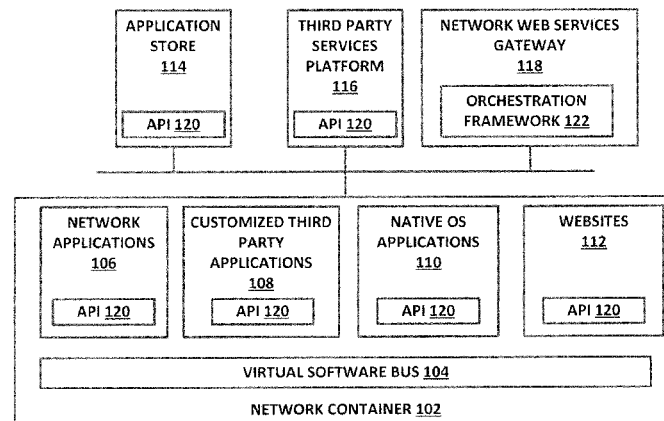 APPLICATION
STORE
114
API 120
THIRD PARTY
SERVICES
PLATFORM
116
API 120
NETWORK WEB SERVICES
GATEWAY
118
ORCHESTRATION
FRAMEWORK 122
NETWORK
APPLICATIONS
106
API 120
CUSTOMIZED THIRD
PARTY
APPLICATIONS
108
API 120
NATIVE OS
APPLICATIONS
110
API 120
WEBSITES
112
API 120
VIRTUAL SOFTWARE BUS 104
NETWORK CONTAINER 102